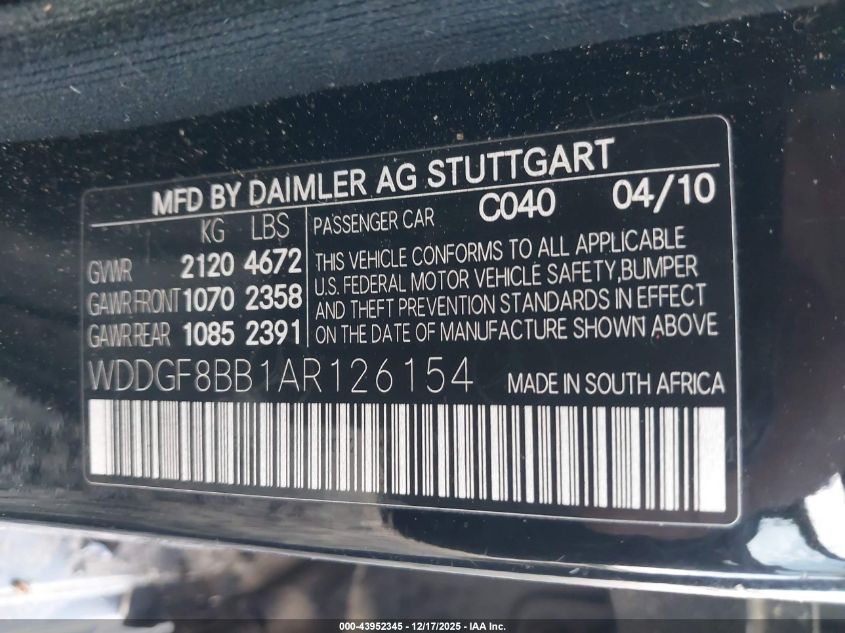 MFD BY DAIMLER AG STUTTGART
KG LBS
GVWR 2120 4672
GAWR FRONT 1070 2358
GAWR REAR 1085 2391
PASSENGER CAR C040 04/10
THIS VEHICLE CONFORMS TO ALL APPLICABLE
U.S. FEDERAL MOTOR VEHICLE SAFETY,BUMPER
AND THEFT PREVENTION STANDARDS IN EFFECT
ON THE DATE OF MANUFACTURE SHOWN ABOVE
WDDGF8BB1AR126154 MADE IN SOUTH AFRICA
000-43952345 - 12/17/2025 - IAA Inc.